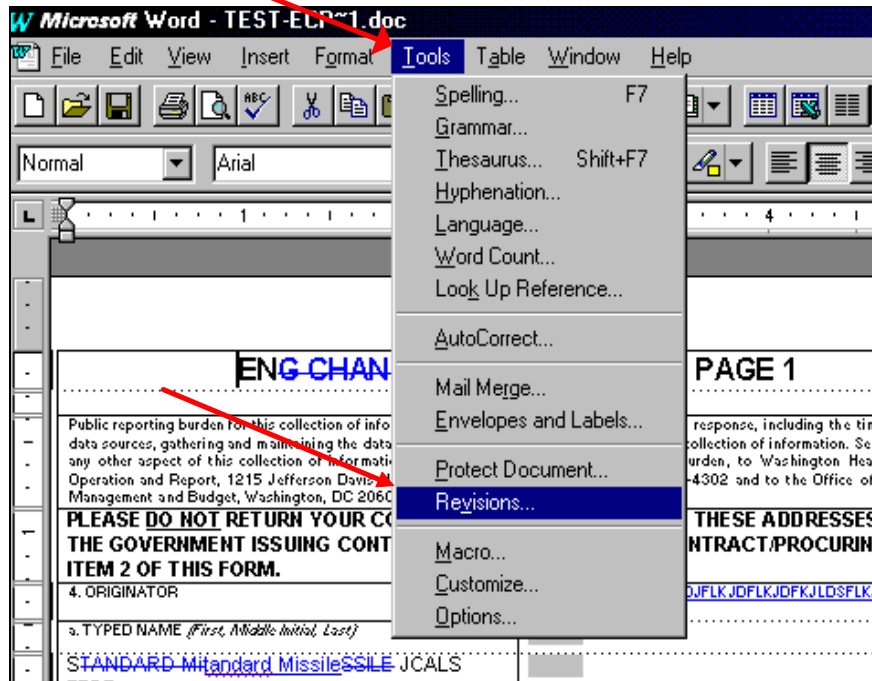 Microsoft Word - TEST-ECP~1.doc
File Edit View Insert Format Tools Table Window Help
ABC
Normal Arial
1 4
Spelling... F7
Grammar...
Thesaurus... Shift+F7
Hyphenation...
Language...
Word Count...
Look Up Reference...
AutoCorrect...
Mail Merge...
Envelopes and Labels...
Protect Document...
Revisions...
Macro...
Customize...
Options...
ENG CHAN PAGE 1
Public reporting burden for this collection of info response, including the tim
data sources, gathering and maintaining the data collection of information. Se
any other aspect of this collection of informati urden, to Washington Hea
Operation and Report, 1215 Jefferson Davis -4302 and to the Office of
Management and Budget, Washington, DC 2060
PLEASE DO NOT RETURN YOUR CO THESE ADDRESSES
THE GOVERNMENT ISSUING CONT NTRACT/PROCURIN
ITEM 2 OF THIS FORM.
4. ORIGINATOR
a. TYPED NAME (First, Middle Initial, Last)
STANDARD Mitandard MissileSSILE JCALS